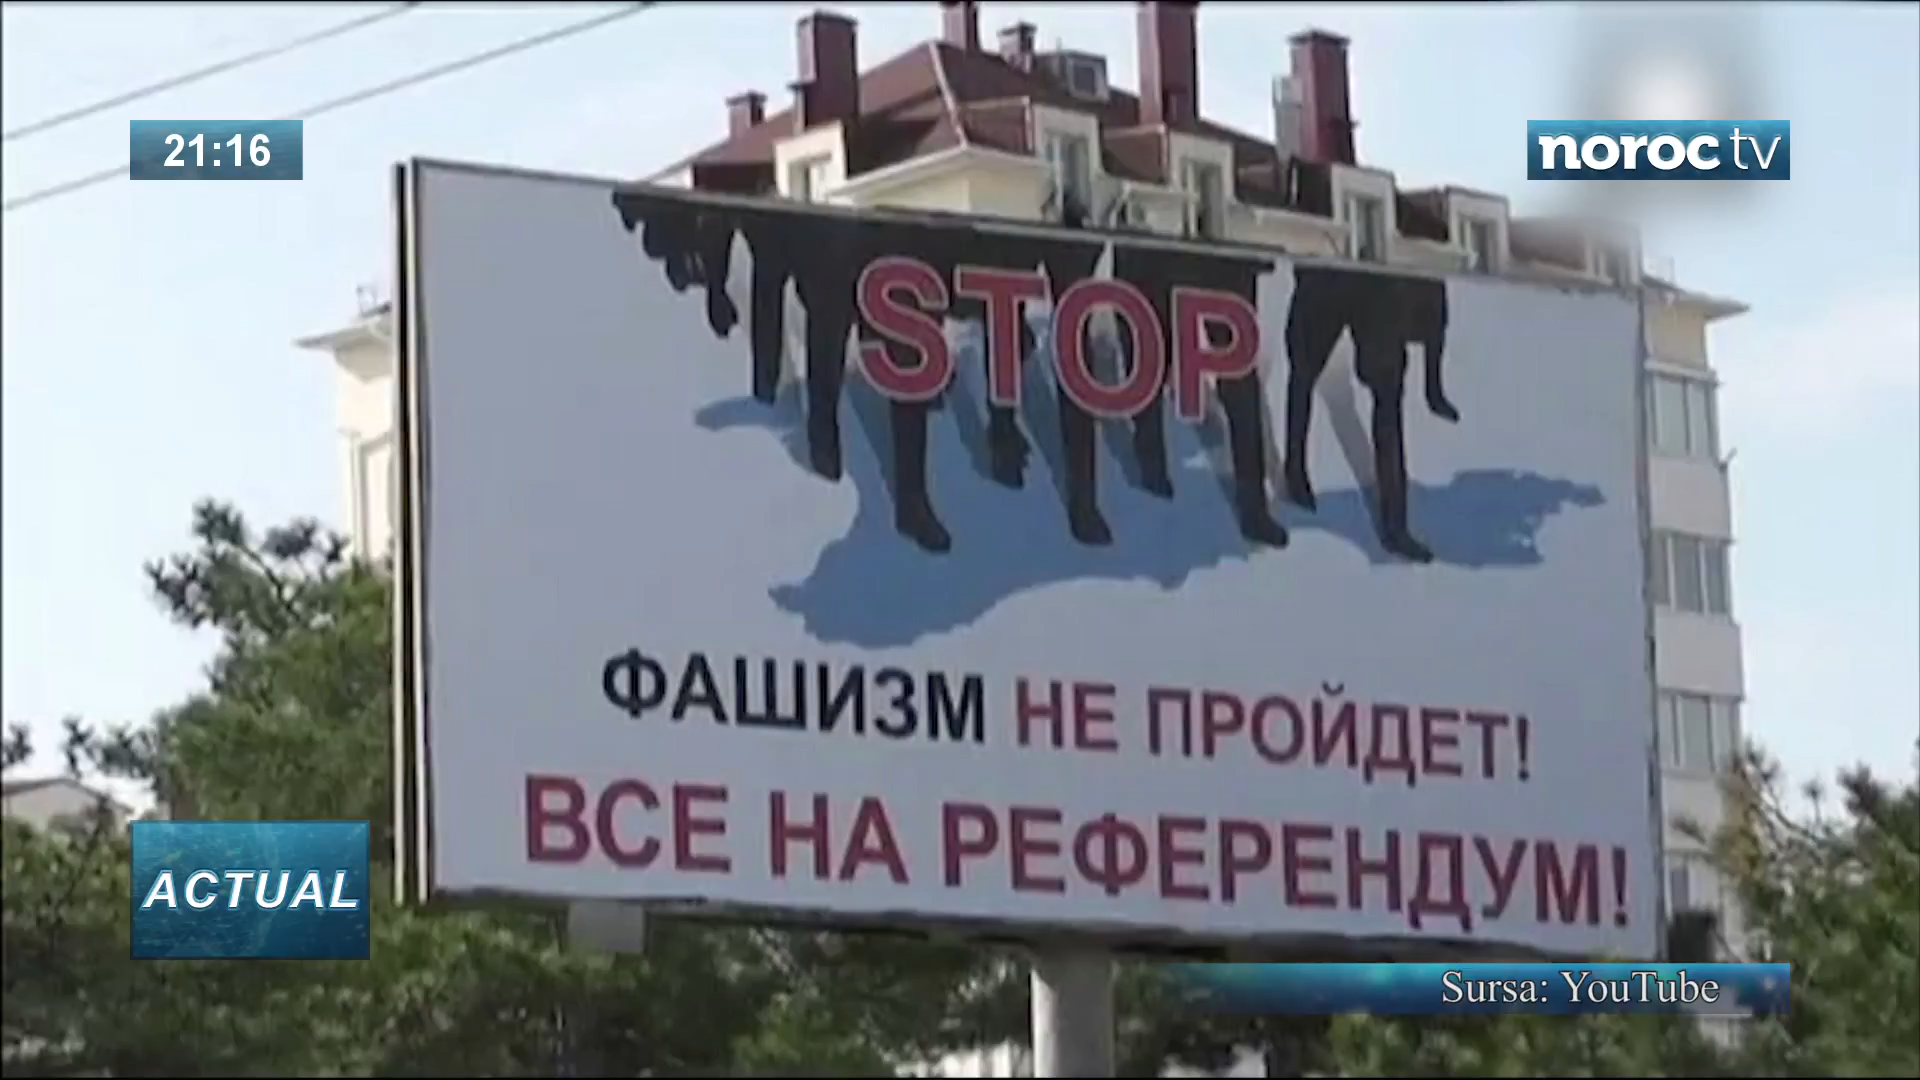 21:16
noroc tv
STOP
ФАШИЗМ НЕ ПРОЙДЕТ!
ВСЕ НА РЕФЕРЕНДУМ!
ACTUAL
Sursa: YouTube